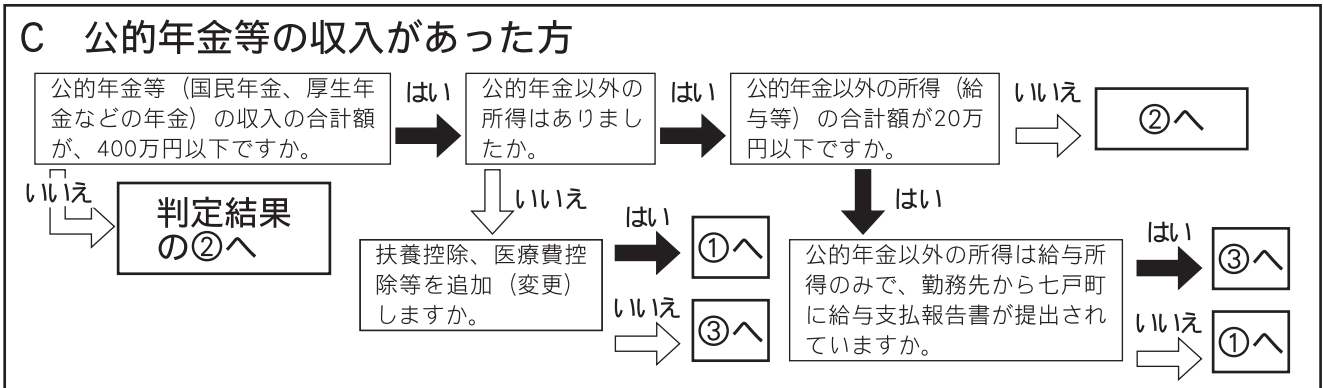 C　公的年金等の収入があった方
公的年金等（国民年金、厚生年
金などの年金）の収入の合計額
が、400万円以下ですか。
はい
公的年金以外の
所得はありまし
たか。
はい
公的年金以外の所得（給
与等）の合計額が20万
円以下ですか。
いいえ
②へ
いいえ
判定結果
の②へ
いいえ
扶養控除、医療費控
除等を追加（変更）
しますか。
はい
①へ
いいえ
③へ
はい
公的年金以外の所得は給与所
得のみで、勤務先から七戸町
に給与支払報告書が提出され
ていますか。
はい
③へ
いいえ
①へ